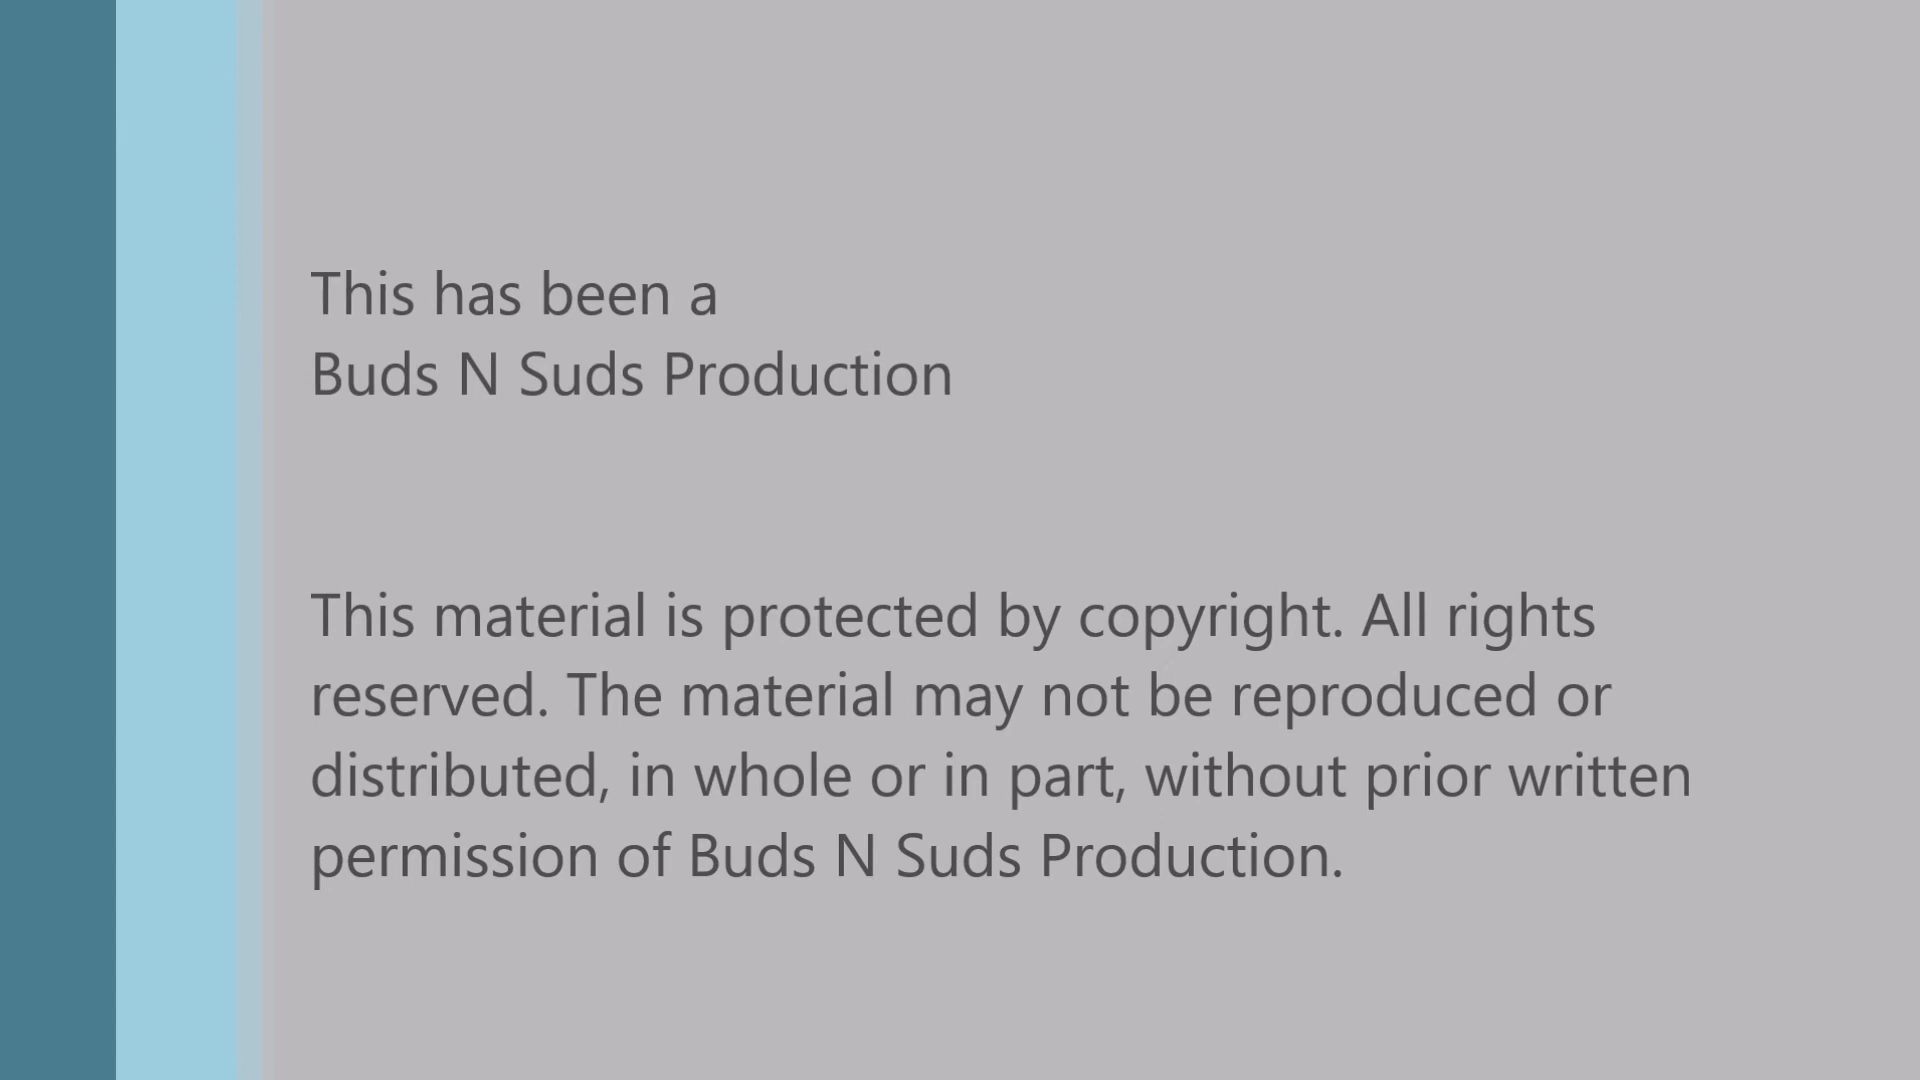 This has been a
Buds N Suds Production
This material is protected by copyright. All rights
reserved. The material may not be reproduced or
distributed, in whole or in part, without prior written
permission of Buds N Suds Production.